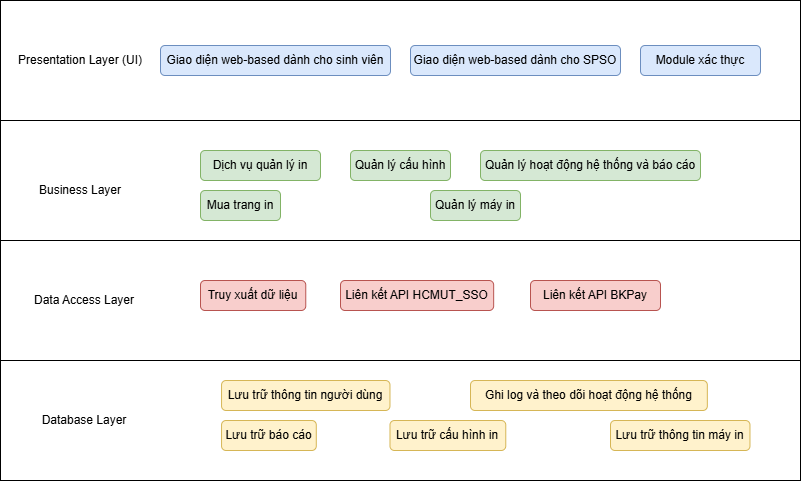 Presentation Layer (UI)
Giao diện web-based dành cho sinh viên
Giao diện web-based dành cho SPSO
Module xác thực
Business Layer
Dịch vụ quản lý in
Quản lý cấu hình
Quản lý hoạt động hệ thống và báo cáo
Mua trang in
Quản lý máy in
Data Access Layer
Truy xuất dữ liệu
Liên kết API HCMUT_SSO
Liên kết API BKPay
Database Layer
Lưu trữ thông tin người dùng
Ghi log và theo dõi hoạt động hệ thống
Lưu trữ báo cáo
Lưu trữ cấu hình in
Lưu trữ thông tin máy in